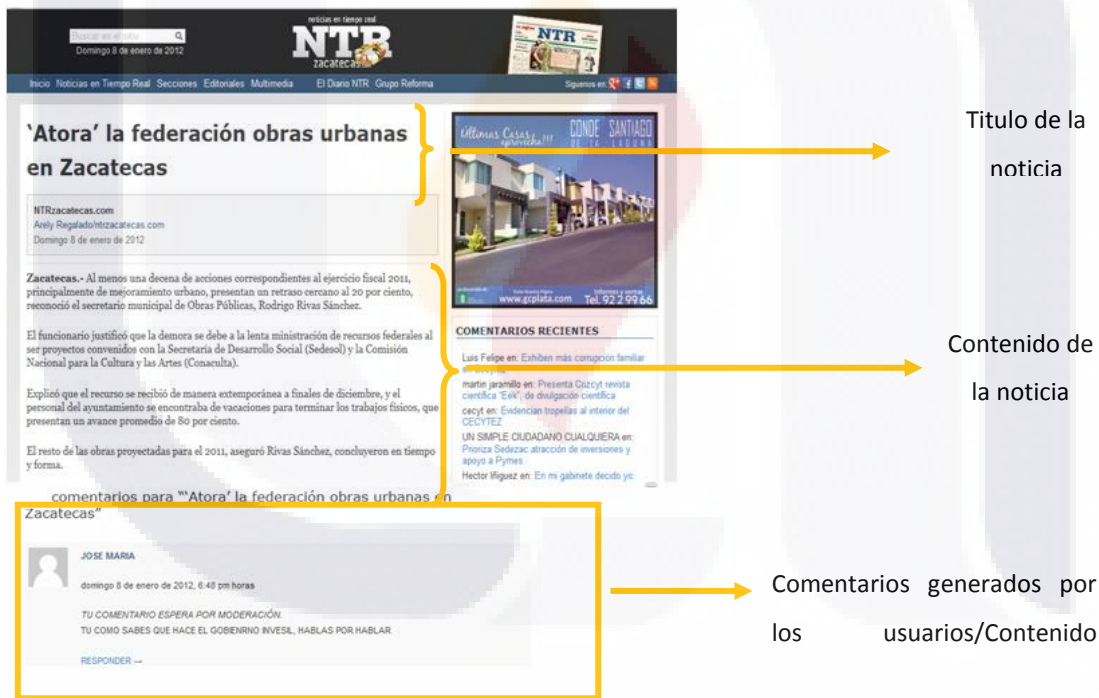 noticias en tiempo real
Buscar en el sitio
NTR
zacatecas
Domingo 8 de enero de 2012
NTR
Inicio Noticias en Tiempo Real Secciones Editoriales Multimedia El Diario NTR Grupo Reforma
Siguenos en:
'Atora' la federación obras urbanas
en Zacatecas
NTRzacatecas.com
Arely Regalado/ntrzacatecas.com
Domingo 8 de enero de 2012
Zacatecas.- Al menos una decena de acciones correspondientes al ejercicio fiscal 2011,
principalmente de mejoramiento urbano, presentan un retraso cercano al 20 por ciento,
reconoció el secretario municipal de Obras Públicas, Rodrigo Rivas Sánchez.
El funcionario justificó que la demora se debe a la lenta ministración de recursos federales al
ser proyectos convenidos con la Secretaría de Desarrollo Social (Sedesol) y la Comisión
Nacional para la Cultura y las Artes (Conaculta).
Explicó que el recurso se recibió de manera extemporánea a finales de diciembre, y el
personal del ayuntamiento se encontraba de vacaciones para terminar los trabajos físicos, que
presentan un avance promedio de 80 por ciento.
El resto de las obras proyectadas para el 2011, aseguró Rivas Sánchez, concluyeron en tiempo
y forma.
Últimas Casas
aprovecha!!!
CONDE SANTIAGO
DE LA LAGUNA
www.gcplata.com
Informes y ventas
Tel. 92 2 99 66
COMENTARIOS RECIENTES
Luis Felipe en: Exhiben más corrupción familiar
martin jaramillo en: Presenta Cozcyt revista
científica "Eek", de divulgación científica
cecyt en: Evidencian tropelías al interior del
CECYTEZ
UN SIMPLE CIUDADANO CUALQUIERA en:
Prioriza Sedezac atracción de inversiones y
apoyo a Pymes
Hector Iñiguez en: En mi gabinete decido yo:
comentarios para "'Atora' la federación obras urbanas en
Zacatecas"
JOSE MARIA
domingo 8 de enero de 2012, 6:48 pm horas
TU COMENTARIO ESPERA POR MODERACIÓN.
TU COMO SABES QUE HACE EL GOBIENRNO INVESIL, HABLAS POR HABLAR
RESPONDER →
Titulo de la
noticia
Contenido de
la noticia
Comentarios generados por
los usuarios/Contenido